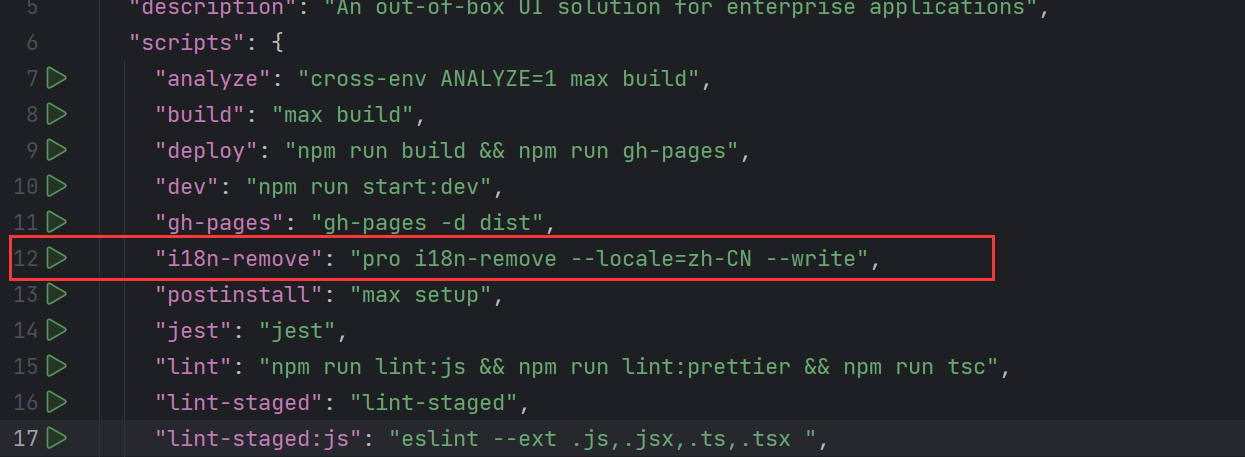 5 "description": "An out-of-box UI solution for enterprise applications",
6 "scripts": {
7 "analyze": "cross-env ANALYZE=1 max build",
8 "build": "max build",
9 "deploy": "npm run build && npm run gh-pages",
10 "dev": "npm run start:dev",
11 "gh-pages": "gh-pages -d dist",
12 "i18n-remove": "pro i18n-remove --locale=zh-CN --write",
13 "postinstall": "max setup",
14 "jest": "jest",
15 "lint": "npm run lint:js && npm run lint:prettier && npm run tsc",
16 "lint-staged": "lint-staged",
17 "lint-staged:js": "eslint --ext .js,.jsx,.ts,.tsx ",